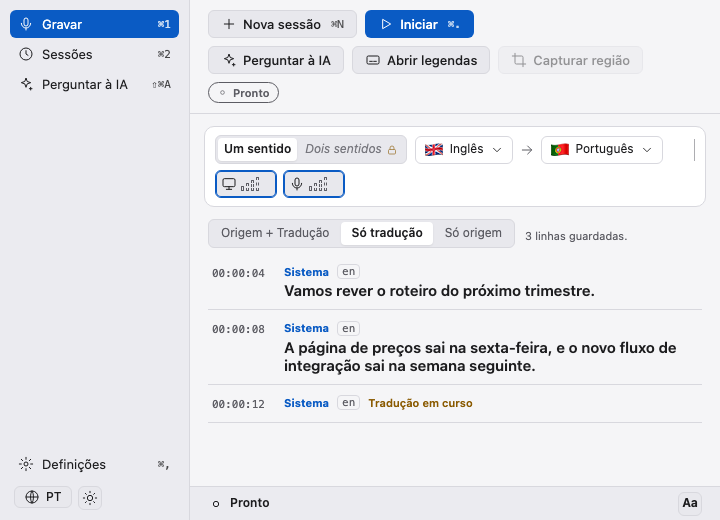 Gravar ⌘1
Sessões ⌘2
Perguntar à IA ⇧⌘A
Definições ⌘,
PT
Nova sessão ⌘N
Iniciar ⌘.
Perguntar à IA
Abrir legendas
Capturar região
Pronto
Um sentido
Dois sentidos
Inglês
Português
Origem + Tradução
Só tradução
Só origem
3 linhas guardadas.
00:00:04 Sistema en
Vamos rever o roteiro do próximo trimestre.
00:00:08 Sistema en
A página de preços sai na sexta-feira, e o novo fluxo de
integração sai na semana seguinte.
00:00:12 Sistema en Tradução em curso
Pronto
Aa